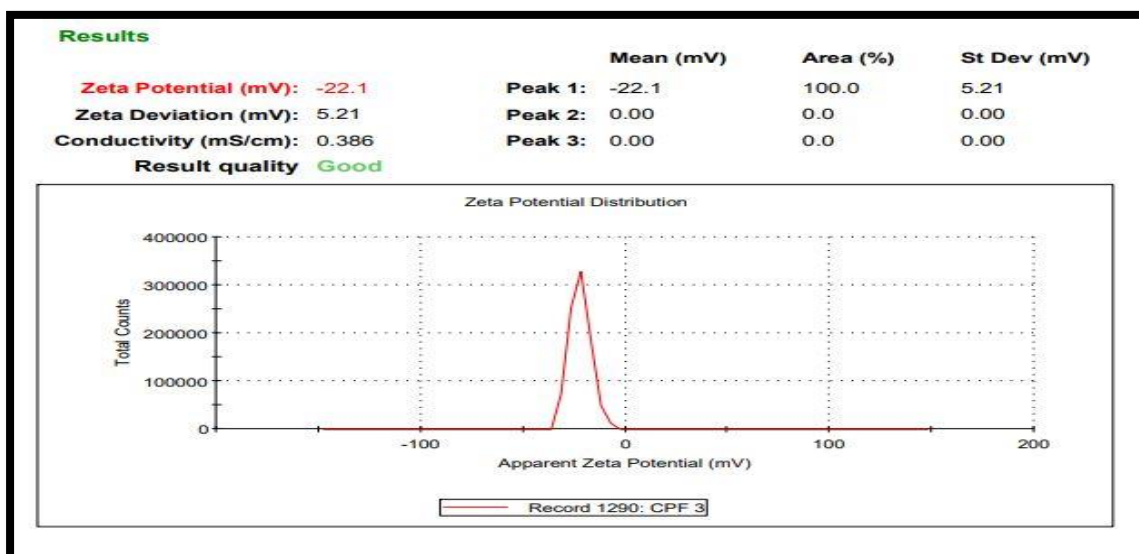 Results
Mean (mV) Area (%) St Dev (mV)
Zeta Potential (mV): -22.1 Peak 1: -22.1 100.0 5.21
Zeta Deviation (mV): 5.21 Peak 2: 0.00 0.0 0.00
Conductivity (mS/cm): 0.386 Peak 3: 0.00 0.0 0.00
Result quality Good
Zeta Potential Distribution
400000
300000
200000
100000
0
Total Counts
-100 0 100 200
Apparent Zeta Potential (mV)
Record 1290: CPF 3